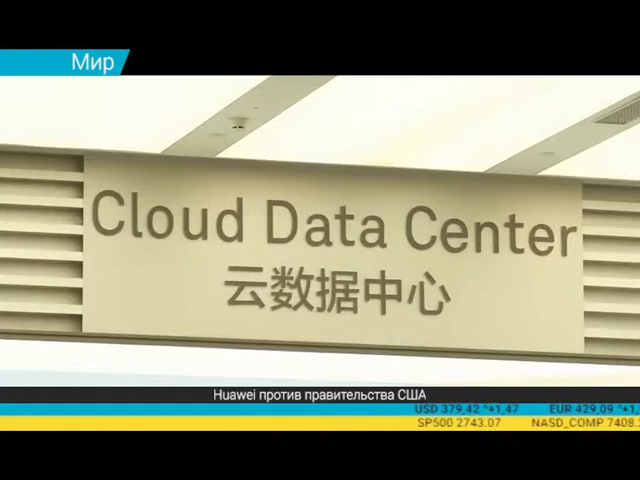 Мир
Cloud Data Center
云数据中心
Huawei против правительства США
USD 379,42 +1,47 EUR 429,09
SP500 2743.07 NASD_COMP 7408.